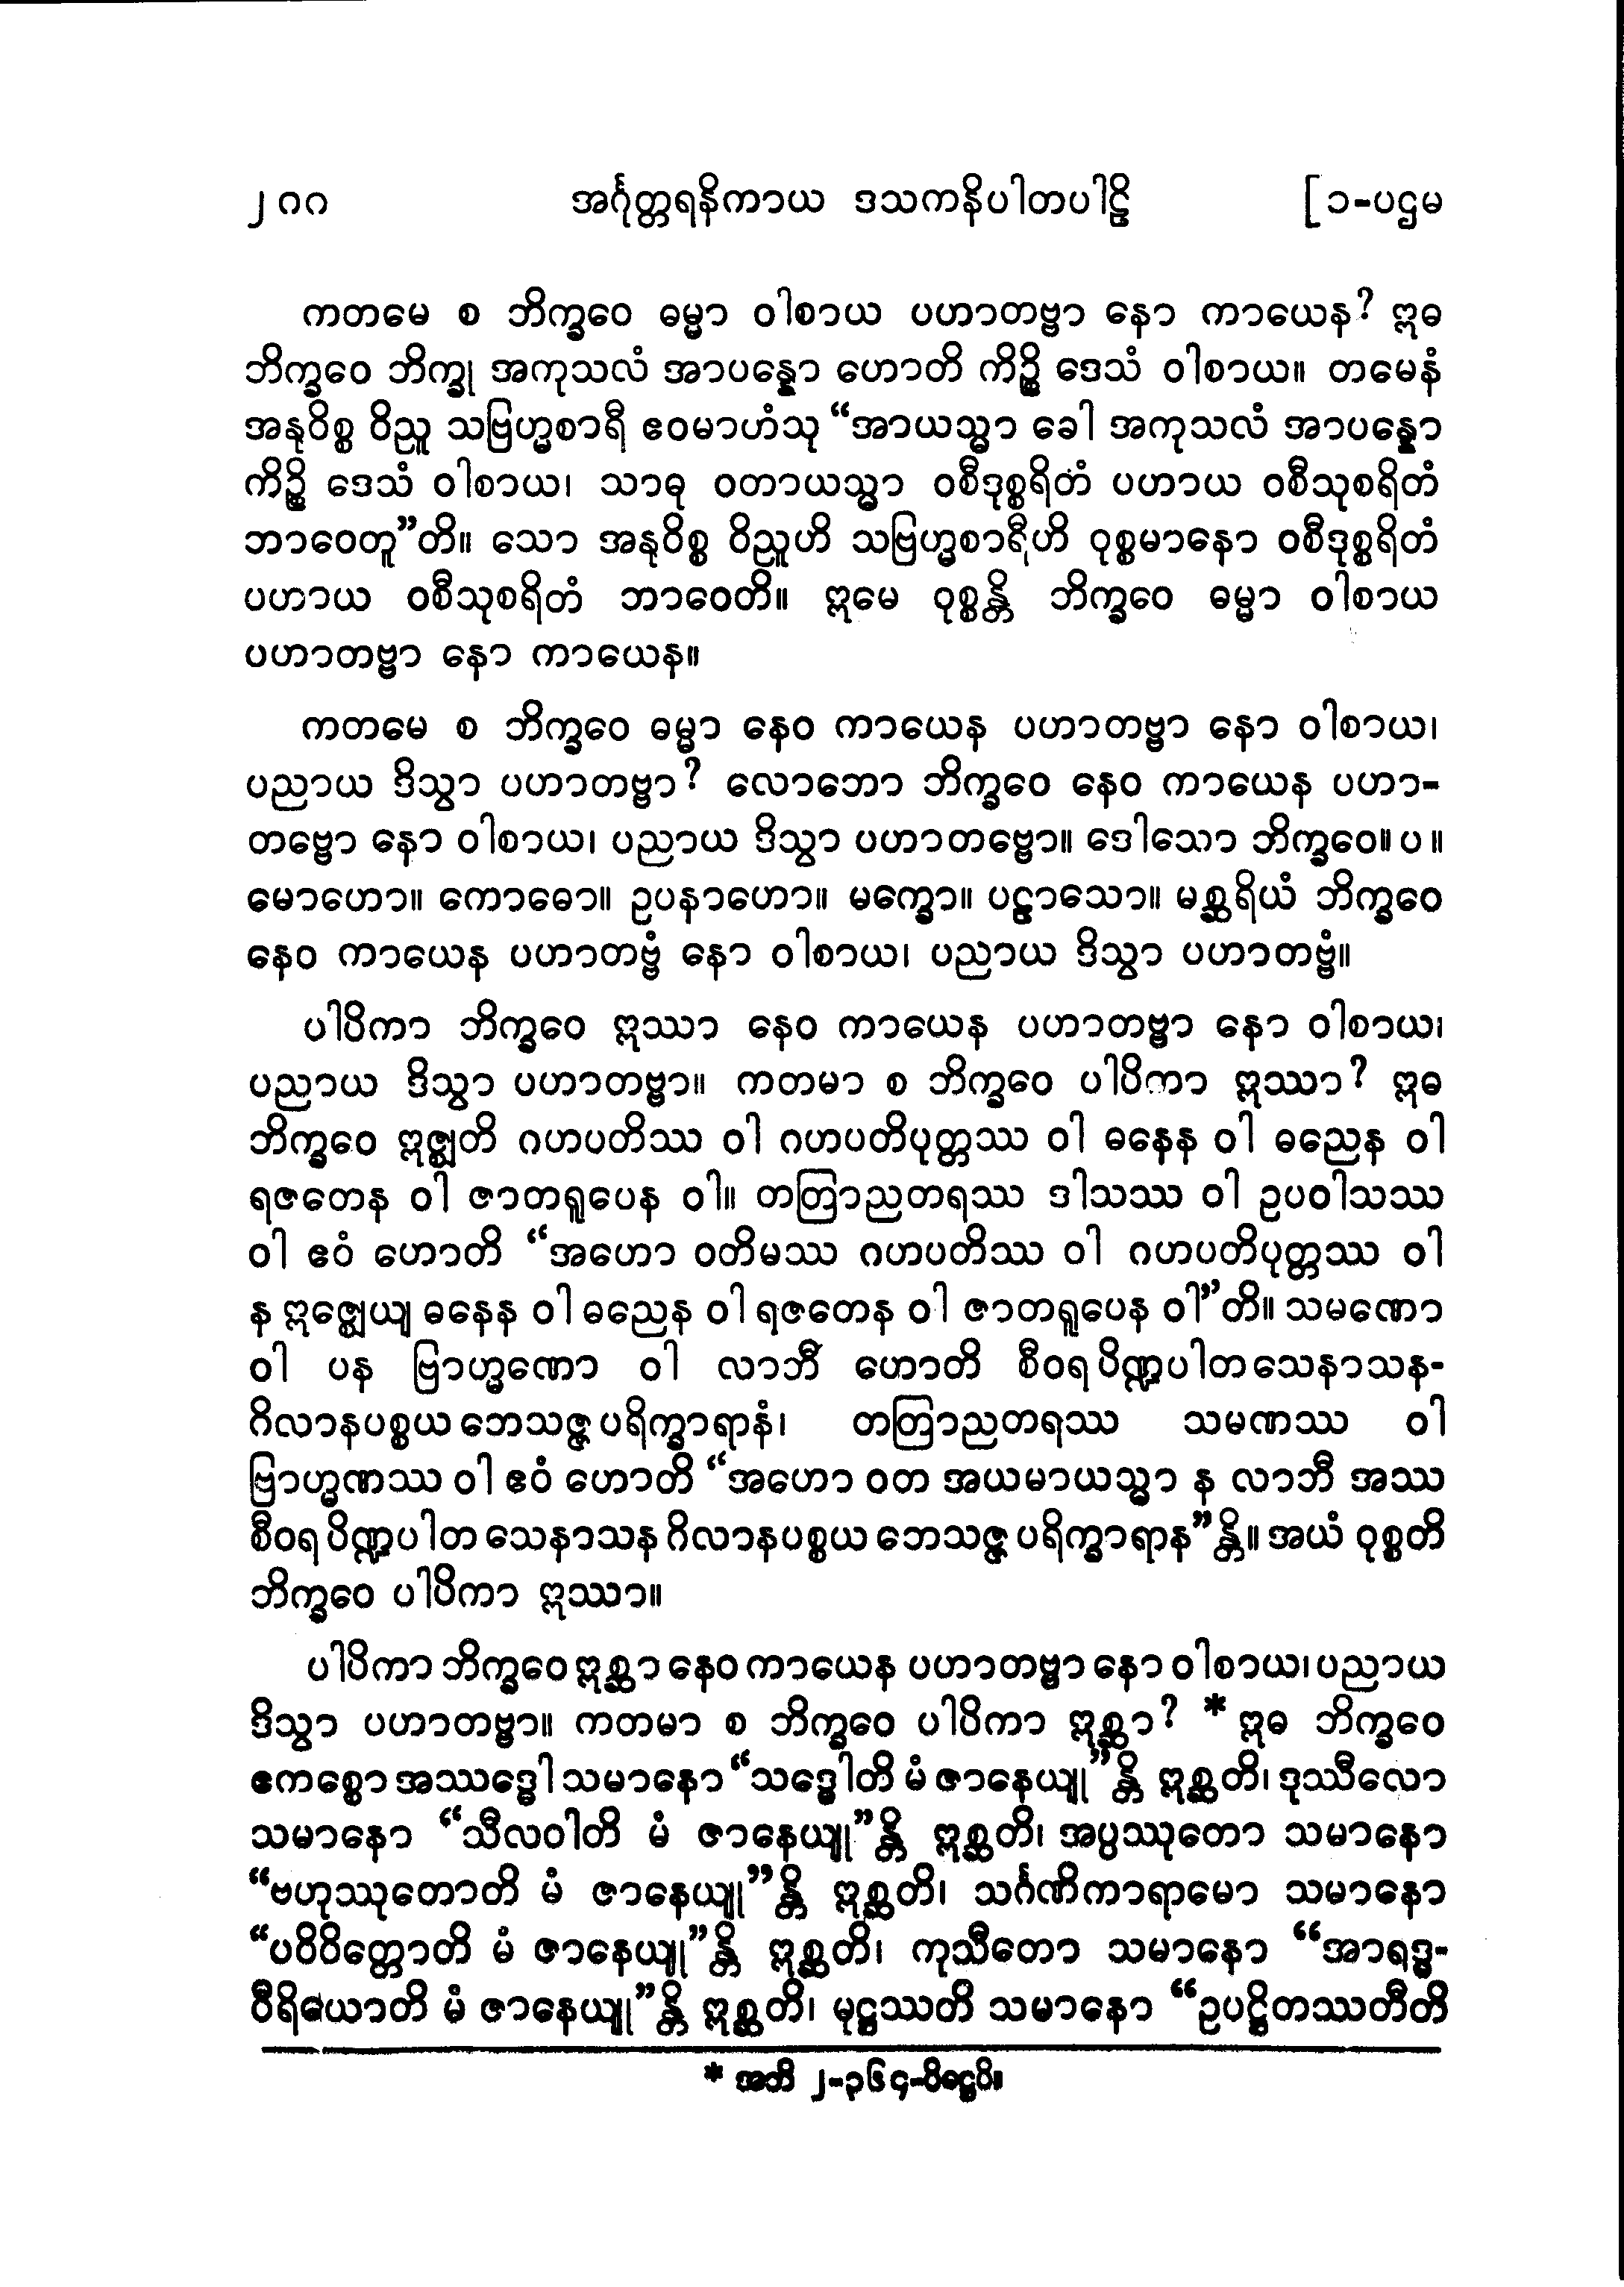 ၂၈၈ အင်္ဂုတ္တရနိကာယ ဒသကနိပါတပါဠိ [၁-ပဌမ
ကတမေ စ ဘိက္ခဝေ ဓမ္မာ ဝါစာယ ပဟာတဗ္ဗာ နော ကာယေန? ဣဓ
ဘိက္ခဝေ ဘိက္ခု အကုသလံ အာပန္နော ဟောတိ ကိဉ္စိ ဒေသံ ဝါစာယ။ တမေနံ
အနုဝိစ္စ ဝိညူ သဗြဟ္မစာရီ ဧဝမာဟံသု “အာယသ္မာ ခေါ အကုသလံ အာပန္နော
ကိဉ္စိ ဒေသံ ဝါစာယ၊ သာဓု ဝတာယသ္မာ ဝစီဒုစ္စရိတံ ပဟာယ ဝစီသုစရိတံ
ဘာဝေတူ”တိ။ သော အနုဝိစ္စ ဝိညူဟိ သဗြဟ္မစာရီဟိ ဝုစ္စမာနော ဝစီဒုစ္စရိတံ
ပဟာယ ဝစီသုစရိတံ ဘာဝေတိ။ ဣမေ ဝုစ္စန္တိ ဘိက္ခဝေ ဓမ္မာ ဝါစာယ
ပဟာတဗ္ဗာ နော ကာယေန။
ကတမေ စ ဘိက္ခဝေ ဓမ္မာ နေဝ ကာယေန ပဟာတဗ္ဗာ နော ဝါစာယ၊
ပညာယ ဒိသွာ ပဟာတဗ္ဗာ? လောဘော ဘိက္ခဝေ နေဝ ကာယေန ပဟာ-
တဗ္ဗော နော ဝါစာယ၊ ပညာယ ဒိသွာ ပဟာတဗ္ဗော။ ဒေါသော ဘိက္ခဝေ။ ပ။
မောဟော။ ကောဓော။ ဥပနာဟော။ မက္ခော။ ပဠာသော။ မစ္ဆရိယံ ဘိက္ခဝေ
နေဝ ကာယေန ပဟာတဗ္ဗံ နော ဝါစာယ၊ ပညာယ ဒိသွာ ပဟာတဗ္ဗံ။
ပါပိကာ ဘိက္ခဝေ ဣဿာ နေဝ ကာယေန ပဟာတဗ္ဗာ နော ဝါစာယ၊
ပညာယ ဒိသွာ ပဟာတဗ္ဗာ။ ကတမာ စ ဘိက္ခဝေ ပါပိကာ ဣဿာ? ဣဓ
ဘိက္ခဝေ ဣဇ္ဈတိ ဂဟပတိဿ ဝါ ဂဟပတိပုတ္တဿ ဝါ ဓနေန ဝါ ဓညေန ဝါ
ရဇတေန ဝါ ဇာတရူပေန ဝါ။ တတြာညတရဿ ဒါသဿ ဝါ ဥပဝါသဿ
ဝါ ဧဝံ ဟောတိ “အဟော ဝတိမဿ ဂဟပတိဿ ဝါ ဂဟပတိပုတ္တဿ ဝါ
န ဣဇ္ဈေယျ ဓနေန ဝါ ဓညေန ဝါ ရဇတေန ဝါ ဇာတရူပေန ဝါ”တိ။ သမဏော
ဝါ ပန ဗြာဟ္မဏော ဝါ လာဘီ ဟောတိ စီဝရ ပိဏ္ဍပါတ သေနာသန-
ဂိလာနပစ္စယ ဘေသဇ္ဇ ပရိက္ခာရာနံ၊ တတြာညတရဿ သမဏဿ ဝါ
ဗြာဟ္မဏဿ ဝါ ဧဝံ ဟောတိ “အဟော ဝတ အယမာယသ္မာ န လာဘီ အဿ
စီဝရ ပိဏ္ဍပါတ သေနာသန ဂိလာနပစ္စယ ဘေသဇ္ဇ ပရိက္ခာရာန”န္တိ။ အယံ ဝုစ္စတိ
ဘိက္ခဝေ ပါပိကာ ဣဿာ။
ပါပိကာ ဘိက္ခဝေ ဣစ္ဆာ နေဝ ကာယေန ပဟာတဗ္ဗာ နော ဝါစာယ၊ ပညာယ
ဒိသွာ ပဟာတဗ္ဗာ။ ကတမာ စ ဘိက္ခဝေ ပါပိကာ ဣစ္ဆာ? * ဣဓ ဘိက္ခဝေ
ဧကစ္စော အဿဒ္ဓေါ သမာနော “သဒ္ဓေါတိ မံ ဇာနေယျု”န္တိ ဣစ္ဆတိ၊ ဒုဿီလော
သမာနော “သီလဝါတိ မံ ဇာနေယျု”န္တိ ဣစ္ဆတိ၊ အပ္ပဿုတော သမာနော
“ဗဟုဿုတောတိ မံ ဇာနေယျု”န္တိ ဣစ္ဆတိ၊ သင်္ဂဏိကာရာမော သမာနော
“ပဝိဝိတ္တောတိ မံ ဇာနေယျု”န္တိ ဣစ္ဆတိ၊ ကုသီတော သမာနော “အာရဒ္ဓ-
ဝီရိယောတိ မံ ဇာနေယျု”န္တိ ဣစ္ဆတိ၊ မုဋ္ဌဿတိ သမာနော “ဥပဋ္ဌိတဿတီတိ
* အဘိ ၂-၃၆၄-ပိဋ္ဌေပိ။